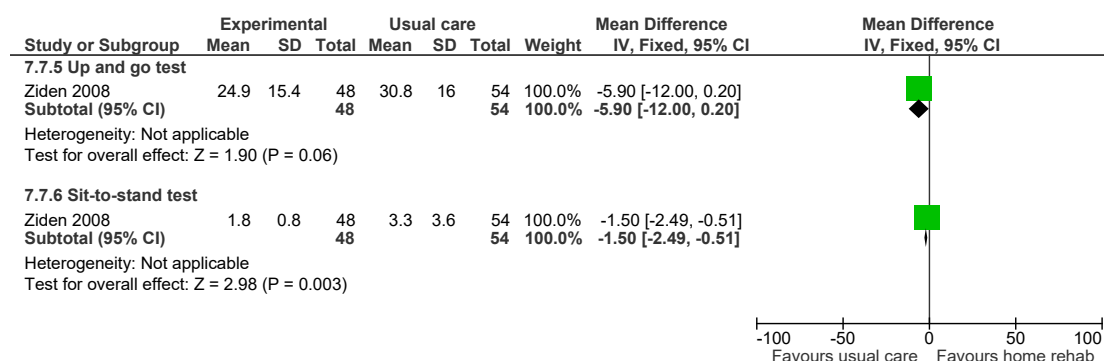 Experimental Usual care Mean Difference Mean Difference
Study or Subgroup Mean SD Total Mean SD Total Weight IV, Fixed, 95% CI IV, Fixed, 95% CI
7.7.5 Up and go test
Ziden 2008 24.9 15.4 48 30.8 16 54 100.0% -5.90 [-12.00, 0.20]
Subtotal (95% CI) 48 54 100.0% -5.90 [-12.00, 0.20]
Heterogeneity: Not applicable
Test for overall effect: Z = 1.90 (P = 0.06)
7.7.6 Sit-to-stand test
Ziden 2008 1.8 0.8 48 3.3 3.6 54 100.0% -1.50 [-2.49, -0.51]
Subtotal (95% CI) 48 54 100.0% -1.50 [-2.49, -0.51]
Heterogeneity: Not applicable
Test for overall effect: Z = 2.98 (P = 0.003)
-100 -50 0 50 100
Favours usual care Favours home rehab